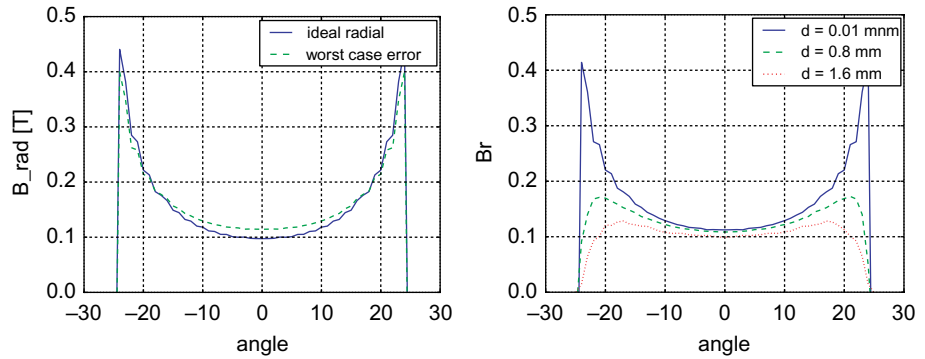 ideal radial
worst case error
B_rad [T]
0.5
0.4
0.3
0.2
0.1
0.0
−30 −20 −10 0 10 20 30
angle
d = 0.01 mnm
d = 0.8 mm
d = 1.6 mm
Br
0.5
0.4
0.3
0.2
0.1
0.0
−30 −20 −10 0 10 20 30
angle